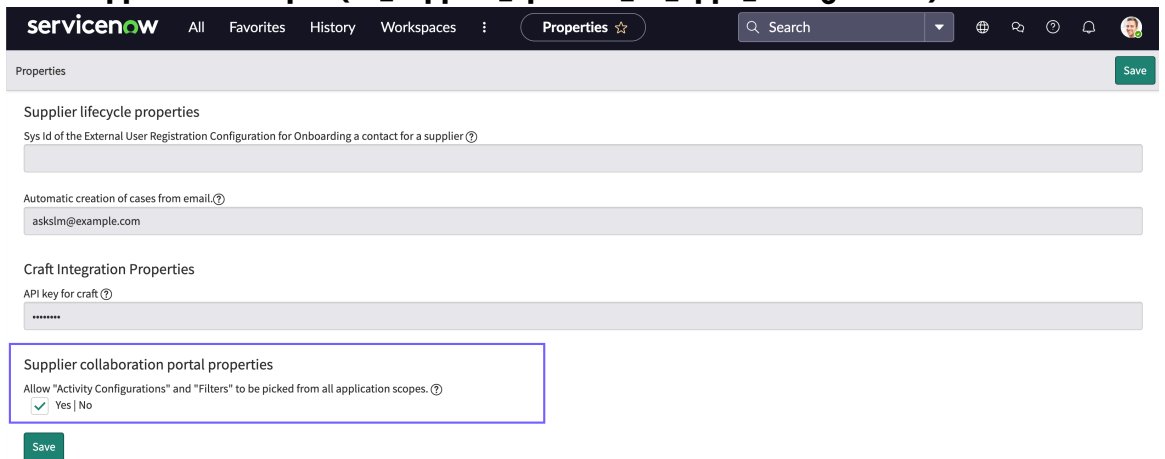 servicenow All Favorites History Workspaces Properties Search
Properties Save
Supplier lifecycle properties
Sys Id of the External User Registration Configuration for Onboarding a contact for a supplier
Automatic creation of cases from email.
askslm@example.com
Craft Integration Properties
API key for craft
••••••••
Supplier collaboration portal properties
Allow "Activity Configurations" and "Filters" to be picked from all application scopes.
Yes | No
Save